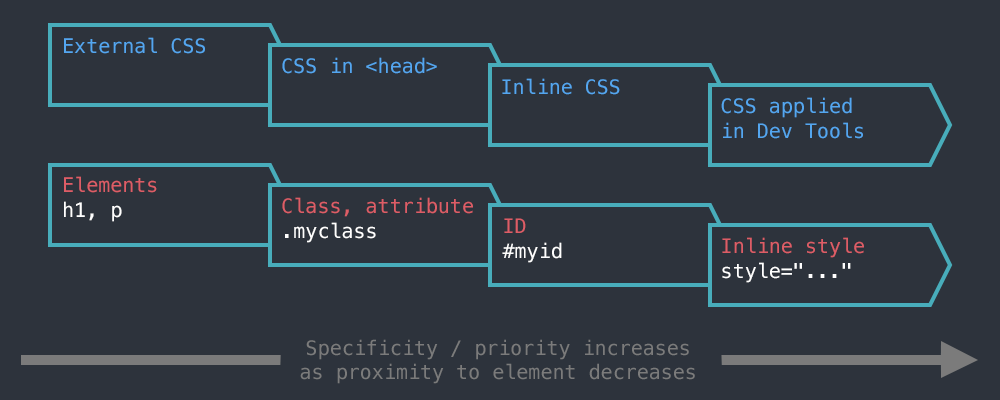 External CSS
CSS in <head>
Inline CSS
CSS applied
in Dev Tools
Elements
h1, p
Class, attribute
.myclass
ID
#myid
Inline style
style="..."
Specificity / priority increases
as proximity to element decreases